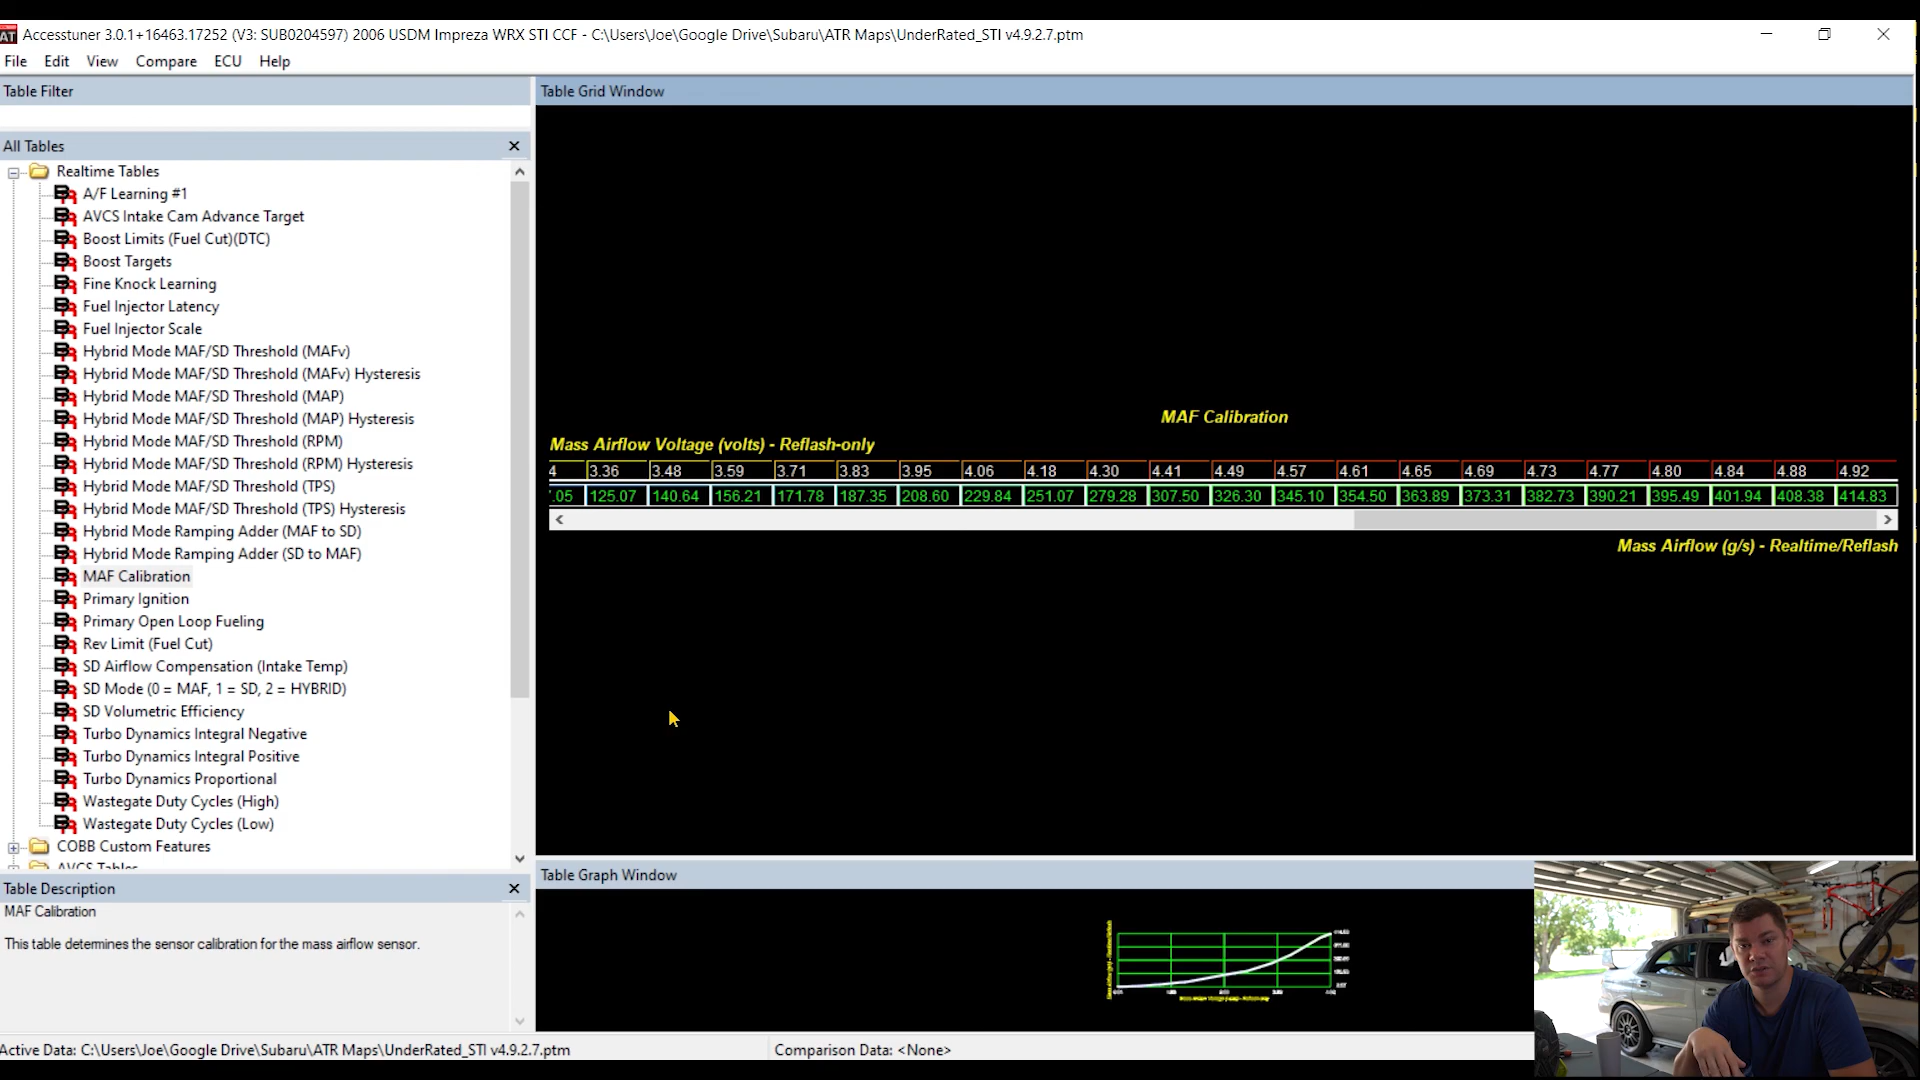 AT Accesstuner 3.0.1+16463.17252 (V3: SUB0204597) 2006 USDM Impreza WRX STI CCF - C:\Users\Joe\Google Drive\Subaru\ATR Maps\UnderRated_STI v4.9.2.7.ptm
File Edit View Compare ECU Help
Table Filter
All Tables
Realtime Tables
A/F Learning #1
AVCS Intake Cam Advance Target
Boost Limits (Fuel Cut)(DTC)
Boost Targets
Fine Knock Learning
Fuel Injector Latency
Fuel Injector Scale
Hybrid Mode MAF/SD Threshold (MAFv)
Hybrid Mode MAF/SD Threshold (MAFv) Hysteresis
Hybrid Mode MAF/SD Threshold (MAP)
Hybrid Mode MAF/SD Threshold (MAP) Hysteresis
Hybrid Mode MAF/SD Threshold (RPM)
Hybrid Mode MAF/SD Threshold (RPM) Hysteresis
Hybrid Mode MAF/SD Threshold (TPS)
Hybrid Mode MAF/SD Threshold (TPS) Hysteresis
Hybrid Mode Ramping Adder (MAF to SD)
Hybrid Mode Ramping Adder (SD to MAF)
MAF Calibration
Primary Ignition
Primary Open Loop Fueling
Rev Limit (Fuel Cut)
SD Airflow Compensation (Intake Temp)
SD Mode (0 = MAF, 1 = SD, 2 = HYBRID)
SD Volumetric Efficiency
Turbo Dynamics Integral Negative
Turbo Dynamics Integral Positive
Turbo Dynamics Proportional
Wastegate Duty Cycles (High)
Wastegate Duty Cycles (Low)
COBB Custom Features
AVCS Tables
Table Description
MAF Calibration
This table determines the sensor calibration for the mass airflow sensor.
Table Grid Window
MAF Calibration
Mass Airflow Voltage (volts) - Reflash-only
4 3.36 3.48 3.59 3.71 3.83 3.95 4.06 4.18 4.30 4.41 4.49 4.57 4.61 4.65 4.69 4.73 4.77 4.80 4.84 4.88 4.92
.05 125.07 140.64 156.21 171.78 187.35 208.60 229.84 251.07 279.28 307.50 326.30 345.10 354.50 363.89 373.31 382.73 390.21 395.49 401.94 408.38 414.83
Mass Airflow (g/s) - Realtime/Reflash
Table Graph Window
Active Data: C:\Users\Joe\Google Drive\Subaru\ATR Maps\UnderRated_STI v4.9.2.7.ptm
Comparison Data: <None>